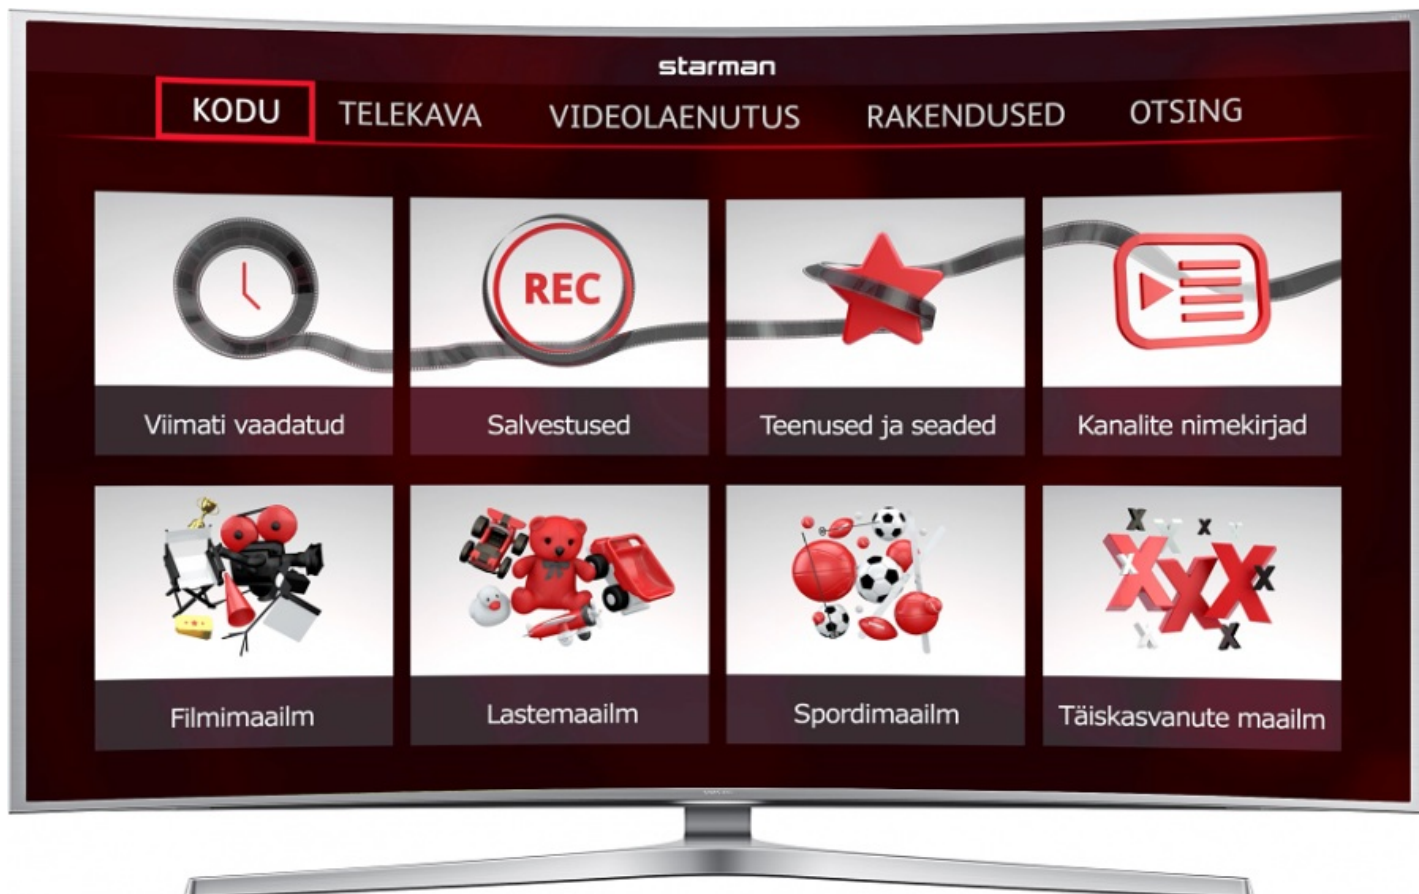 starman
KODU TELEKAVA VIDEOLAENUTUS RAKENDUSED OTSING
REC
Viimati vaadatud Salvestused Teenused ja seaded Kanalite nimekirjad
X X X Y
X X X X X
X X
Filmimaailm Lastemaailm Spordimaailm Täiskasvanute maailm